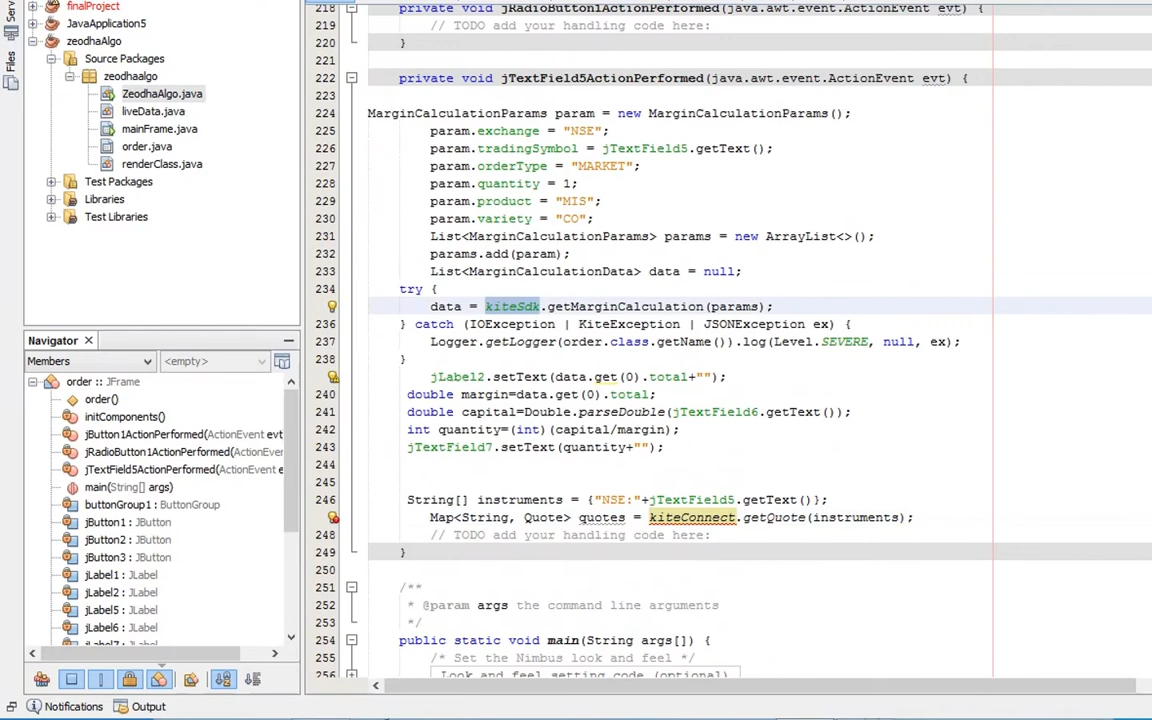 Serv
Files
finalProject
JavaApplication5
zeodhaAlgo
Source Packages
zeodhaalgo
ZeodhaAlgo.java
liveData.java
mainFrame.java
order.java
renderClass.java
Test Packages
Libraries
Test Libraries
Navigator
Members
<empty>
order :: JFrame
order()
initComponents()
jButton1ActionPerformed(ActionEvent evt
jRadioButton1ActionPerformed(ActionEvent
jTextField5ActionPerformed(ActionEvent e
main(String[] args)
buttonGroup1 : ButtonGroup
jButton1 : JButton
jButton2 : JButton
jButton3 : JButton
jLabel1 : JLabel
jLabel2 : JLabel
jLabel5 : JLabel
jLabel6 : JLabel
jLabel7 : JLabel
218 private void jRadioButton1ActionPerformed(java.awt.event.ActionEvent evt) {
219 // TODO add your handling code here:
220 }
221
222 private void jTextField5ActionPerformed(java.awt.event.ActionEvent evt) {
223
224 MarginCalculationParams param = new MarginCalculationParams();
225 param.exchange = "NSE";
226 param.tradingSymbol = jTextField5.getText();
227 param.orderType = "MARKET";
228 param.quantity = 1;
229 param.product = "MIS";
230 param.variety = "CO";
231 List<MarginCalculationParams> params = new ArrayList<>();
232 params.add(param);
233 List<MarginCalculationData> data = null;
234 try {
data = kiteSdk.getMarginCalculation(params);
236 } catch (IOException | KiteException | JSONException ex) {
237 Logger.getLogger(order.class.getName()).log(Level.SEVERE, null, ex);
238 }
jLabel2.setText(data.get(0).total+"");
240 double margin=data.get(0).total;
241 double capital=Double.parseDouble(jTextField6.getText());
242 int quantity=(int)(capital/margin);
243 jTextField7.setText(quantity+"");
244
245
246 String[] instruments = {"NSE:"+jTextField5.getText()};
Map<String, Quote> quotes = kiteConnect.getQuote(instruments);
248 // TODO add your handling code here:
249 }
250
251 /**
252 * @param args the command line arguments
253 */
254 public static void main(String args[]) {
255 /* Set the Nimbus look and feel */
256 Look and feel setting code (optional)
Notifications
Output